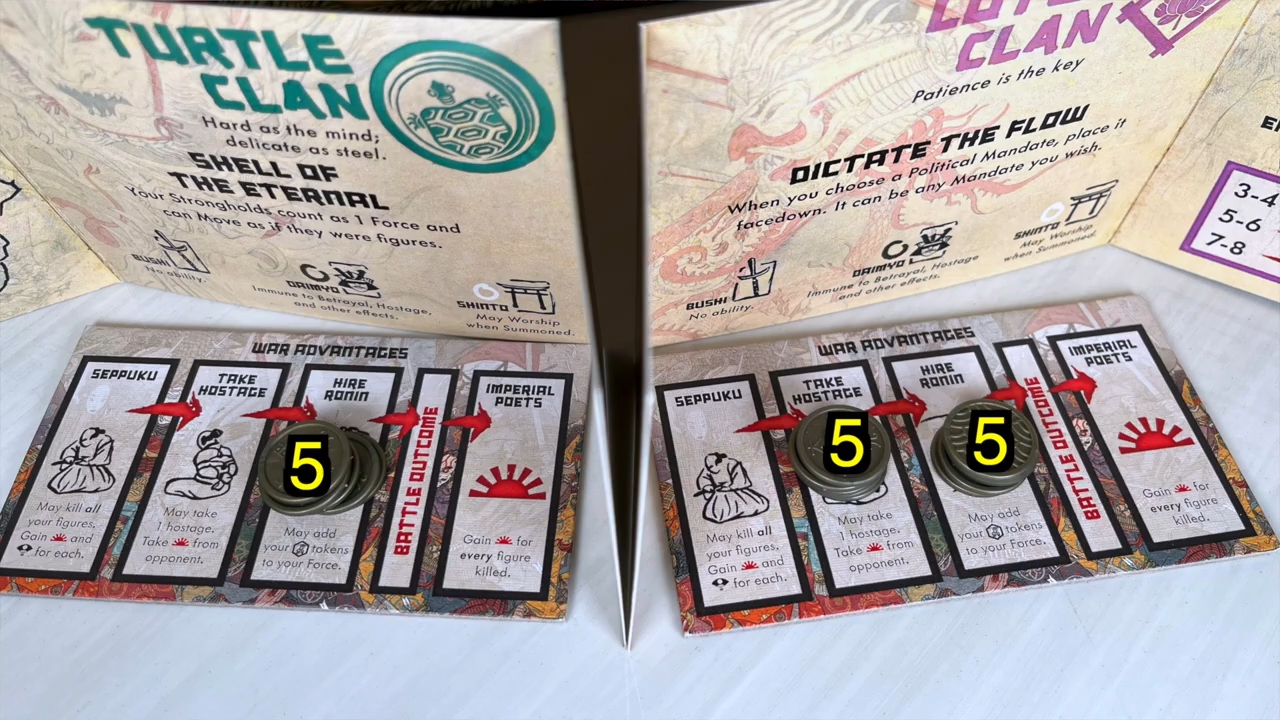 TURTLE
CLAN
Hard as the mind;
delicate as steel.
SHELL OF
THE ETERNAL
Your Strongholds count as 1 Force and
can Move as if they were figures.
BUSHI
No ability.
DAIMYO
Immune to Betrayal, Hostage,
and other effects.
SHINTO
May Worship
when Summoned.
WAR ADVANTAGES
SEPPUKU
May kill all
your figures,
Gain and
for each.
TAKE
HOSTAGE
May take
1 hostage.
Take from
opponent.
HIRE
RONIN
5
May add
your tokens
to your Force.
BATTLE OUTCOME
IMPERIAL
POETS
Gain for
every figure
killed.
CLAN
Patience is the key
DICTATE THE FLOW
When you choose a Political Mandate, place it
facedown. It can be any Mandate you wish.
BUSHI
No ability.
DAIMYO
Immune to Betrayal, Hostage
and other effects.
SHINTO
May Worship
when Summoned.
3-4
5-6
7-8
WAR ADVANTAGES
SEPPUKU
May kill all
your figures,
Gain and
for each.
TAKE
HOSTAGE
5
May take
1 hostage.
Take from
opponent.
HIRE
RONIN
5
May add
your tokens
to your Force.
BATTLE OUTCOME
IMPERIAL
POETS
Gain for
every figure
killed.